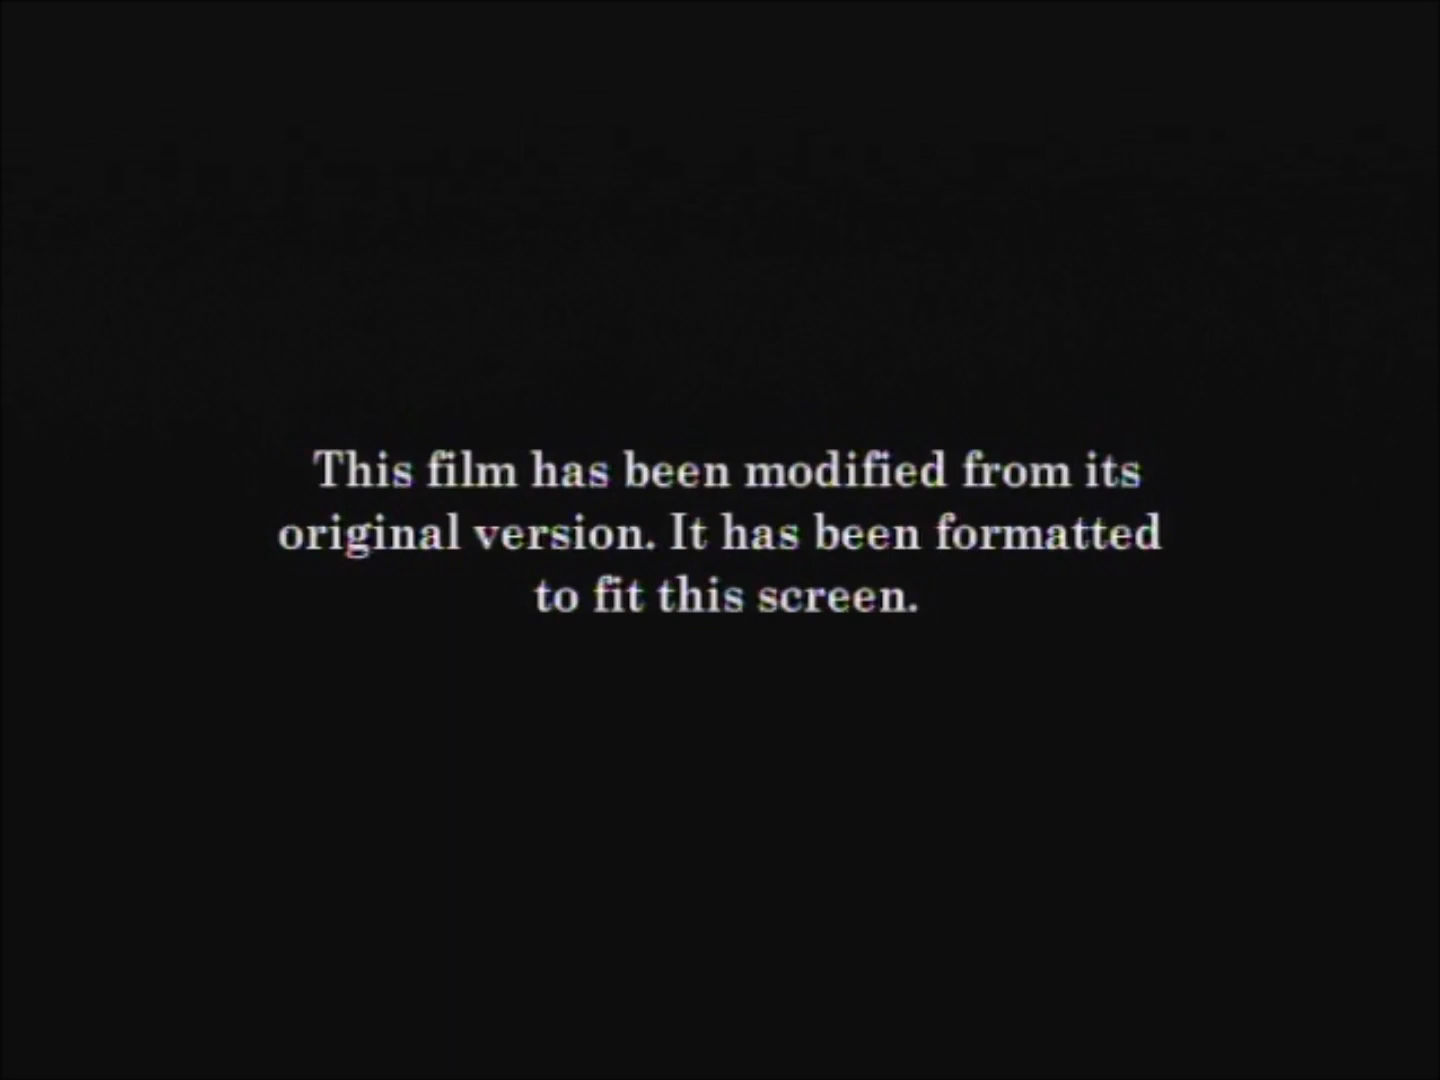 This film has been modified from its
original version. It has been formatted
to fit this screen.